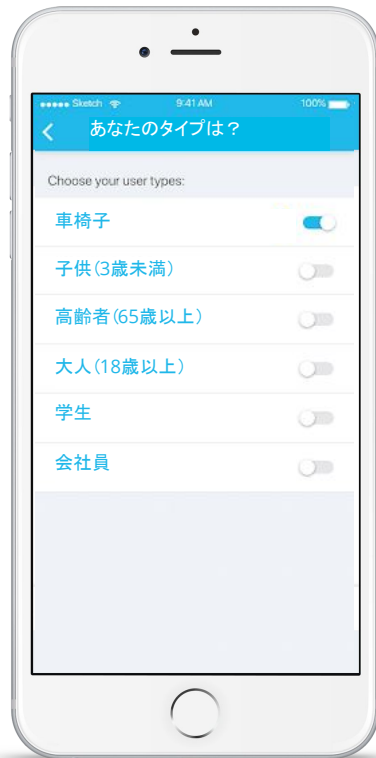 Sketch 9:41 AM 100%
あなたのタイプは？
Choose your user types:
車椅子
子供（3歳未満）
高齢者（65歳以上）
大人（18歳以上）
学生
会社員